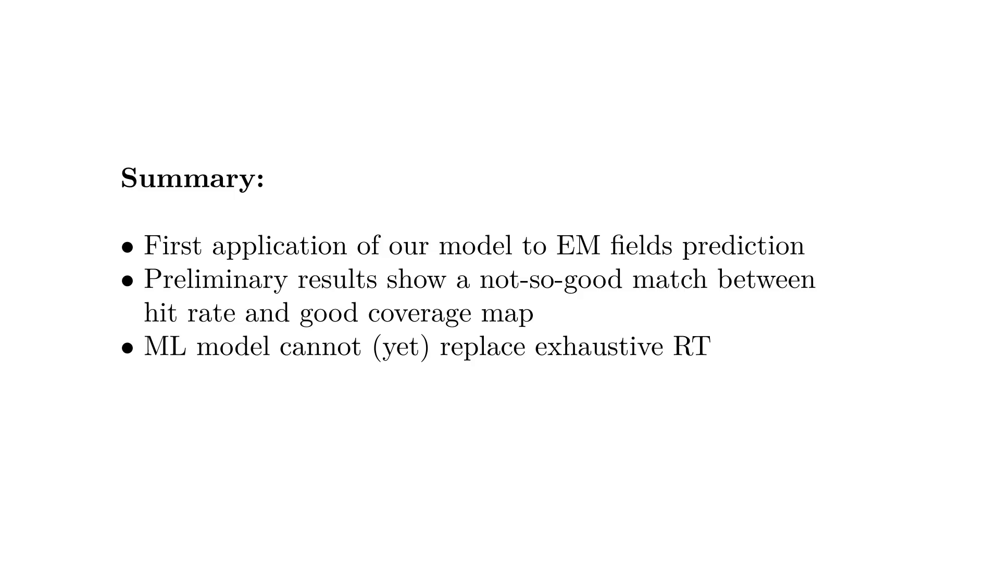 Summary:
• First application of our model to EM fields prediction
• Preliminary results show a not-so-good match between
hit rate and good coverage map
• ML model cannot (yet) replace exhaustive RT